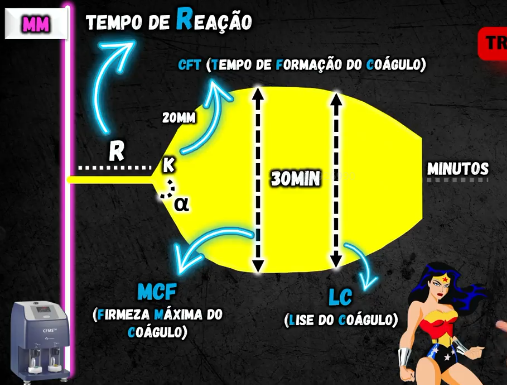 MM
TEMPO DE REAÇÃO
TR
CFT (TEMPO DE FORMAÇÃO DO COÁGULO)
20MM
R
K
α
30MIN
MINUTOS
MCF
(FIRMEZA MÁXIMA DO
COÁGULO)
LC
(LISE DO COÁGULO)